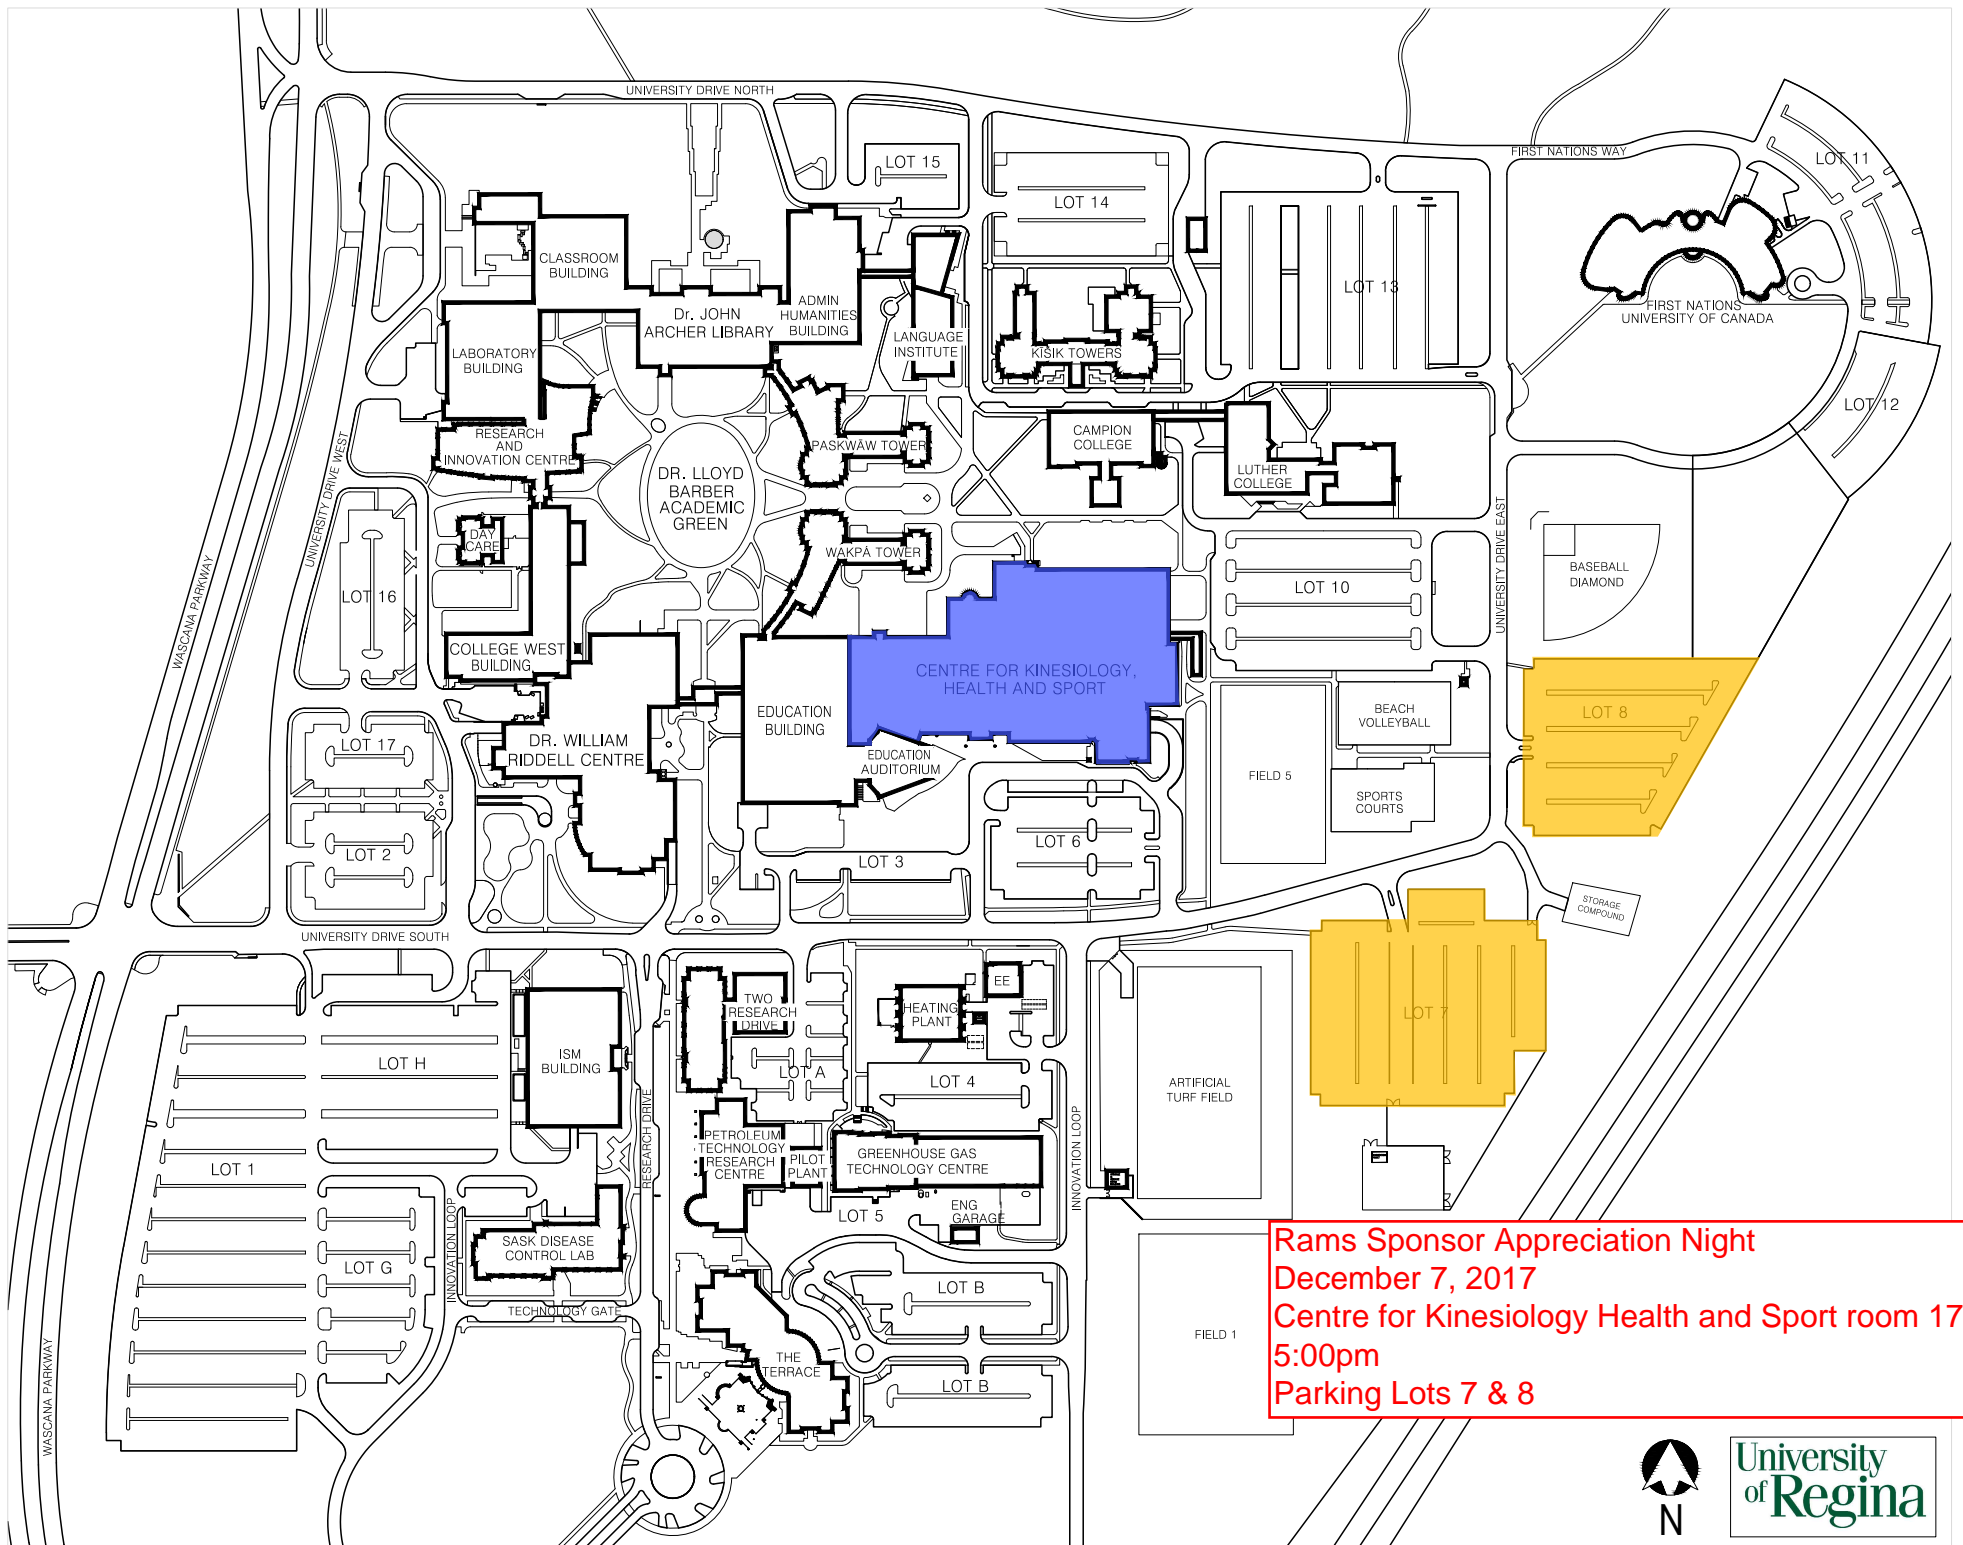 UNIVERSITY DRIVE NORTH
FIRST NATIONS WAY
LOT 15
LOT 11
LOT 14
CLASSROOM
BUILDING
LOT 13
ADMIN
HUMANITIES
BUILDING
Dr. JOHN
ARCHER LIBRARY
FIRST NATIONS
UNIVERSITY OF CANADA
LANGUAGE
INSTITUTE
KĪSIK TOWERS
LABORATORY
BUILDING
LOT 12
RESEARCH
AND
INNOVATION CENTRE
PASKWĀW TOWER
CAMPION
COLLEGE
LUTHER
COLLEGE
DR. LLOYD
BARBER
ACADEMIC
GREEN
UNIVERSITY DRIVE WEST
UNIVERSITY DRIVE EAST
DAY
CARE
WAKPĀ TOWER
BASEBALL
DIAMOND
LOT 10
LOT 16
WASCANA PARKWAY
COLLEGE WEST
BUILDING
CENTRE FOR KINESIOLOGY,
HEALTH AND SPORT
EDUCATION
BUILDING
BEACH
VOLLEYBALL
LOT 8
LOT 17
DR. WILLIAM
RIDDELL CENTRE
EDUCATION
AUDITORIUM
FIELD 5
SPORTS
COURTS
LOT 2
LOT 3
LOT 6
STORAGE
COMPOUND
UNIVERSITY DRIVE SOUTH
TWO
RESEARCH
DRIVE
EE
HEATING
PLANT
LOT 7
ISM
BUILDING
LOT H
LOT A
LOT 4
ARTIFICIAL
TURF FIELD
RESEARCH DRIVE
INNOVATION LOOP
PETROLEUM
TECHNOLOGY
RESEARCH
CENTRE
PILOT
PLANT
GREENHOUSE GAS
TECHNOLOGY CENTRE
LOT 1
LOT 5
ENG
GARAGE
INNOVATION LOOP
SASK DISEASE
CONTROL LAB
LOT G
LOT B
TECHNOLOGY GATE
FIELD 1
THE
TERRACE
LOT B
WASCANA PARKWAY
Rams Sponsor Appreciation Night
December 7, 2017
Centre for Kinesiology Health and Sport room 17
5:00pm
Parking Lots 7 & 8
N
University
of Regina